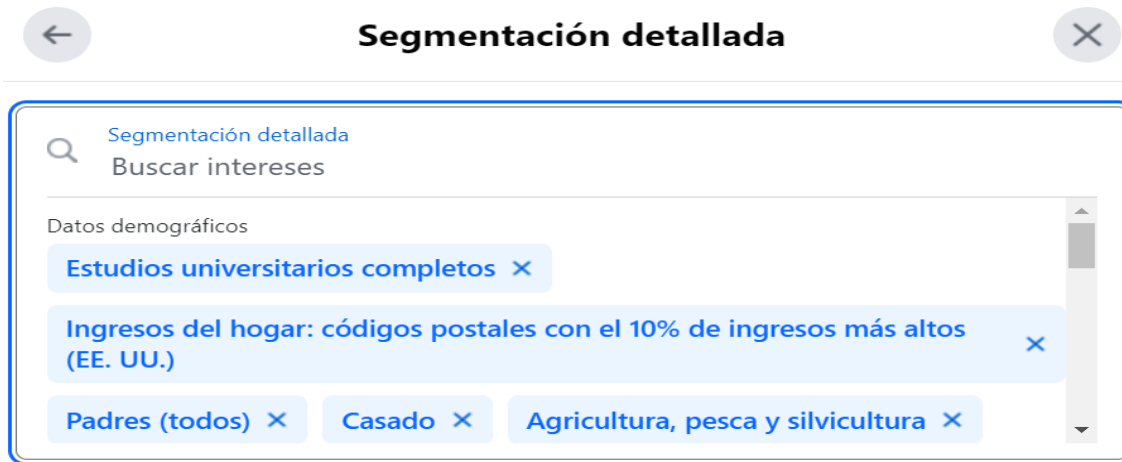 Segmentación detallada
Segmentación detallada
Buscar intereses
Datos demográficos
Estudios universitarios completos
Ingresos del hogar: códigos postales con el 10% de ingresos más altos
(EE. UU.)
Padres (todos) Casado Agricultura, pesca y silvicultura